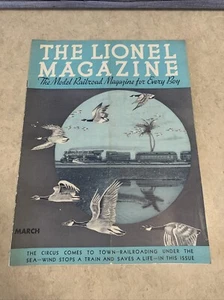 THE LIONEL
MAGAZINE
The Model Railroad Magazine for Every Boy
MARCH
THE CIRCUS COMES TO TOWN-RAILROADING UNDER THE
SEA-WIND STOPS A TRAIN AND SAVES A LIFE-IN THIS ISSUE